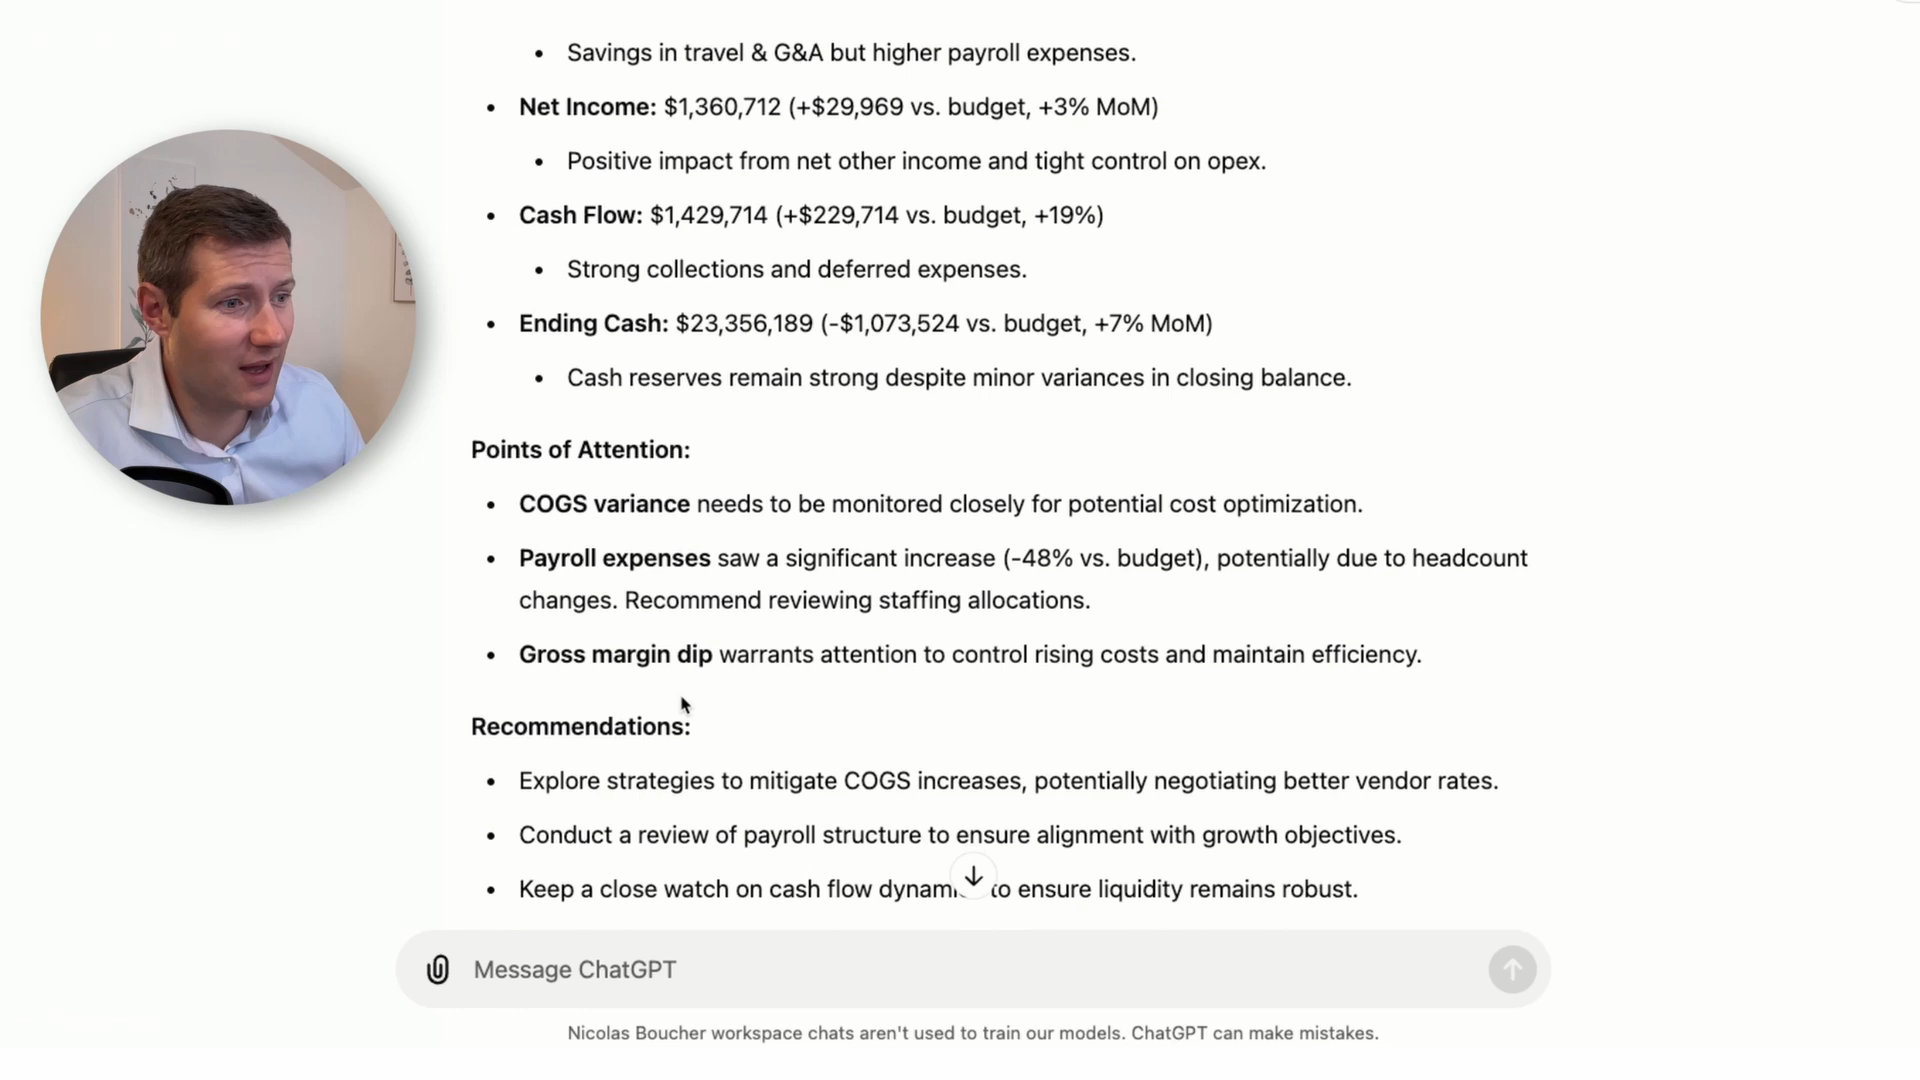 • Savings in travel & G&A but higher payroll expenses.
• Net Income: $1,360,712 (+$29,969 vs. budget, +3% MoM)
• Positive impact from net other income and tight control on opex.
• Cash Flow: $1,429,714 (+$229,714 vs. budget, +19%)
• Strong collections and deferred expenses.
• Ending Cash: $23,356,189 (-$1,073,524 vs. budget, +7% MoM)
• Cash reserves remain strong despite minor variances in closing balance.
Points of Attention:
• COGS variance needs to be monitored closely for potential cost optimization.
• Payroll expenses saw a significant increase (-48% vs. budget), potentially due to headcount
changes. Recommend reviewing staffing allocations.
• Gross margin dip warrants attention to control rising costs and maintain efficiency.
Recommendations:
• Explore strategies to mitigate COGS increases, potentially negotiating better vendor rates.
• Conduct a review of payroll structure to ensure alignment with growth objectives.
• Keep a close watch on cash flow to ensure liquidity remains robust.
Message ChatGPT
Nicolas Boucher workspace chats aren't used to train our models. ChatGPT can make mistakes.